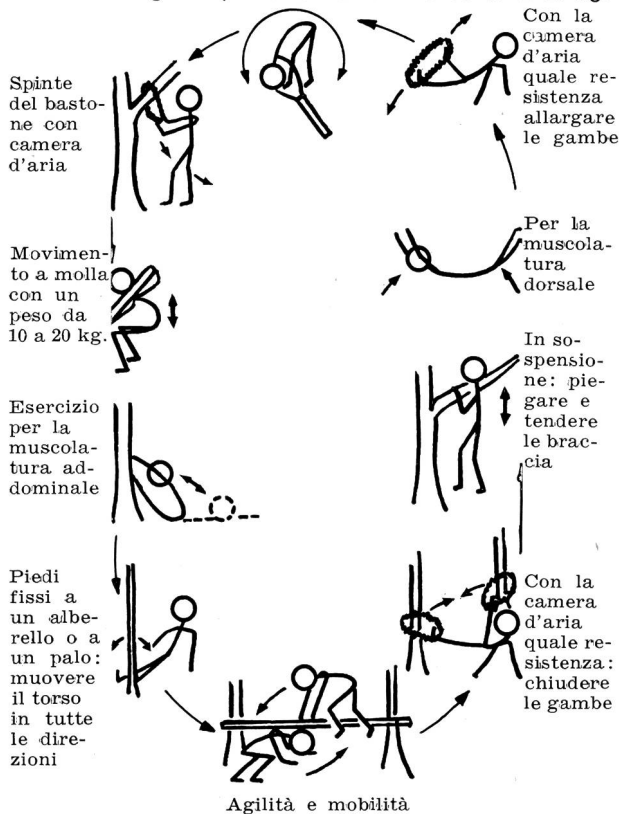 Con la
camera
d'aria
quale re-
sistenza
allargare
le gambe
Spinte
del basto-
ne con
camera
d'aria
Per la
muscola-
tura
dorsale
Movimen-
to a molla
con un
peso da
10 a 20 kg.
In so-
spensio-
ne: pie-
gare e
tendere
le brac-
cia
Esercizio
per la
muscola-
tura ad-
dominale
Piedi
fissi a
un albe-
rello o a
un palo:
muovere
il torso
in tutte
le dire-
zioni
Con la
camera
d'aria
quale re-
sistenza:
chiudere
le gambe
Agilità e mobilità